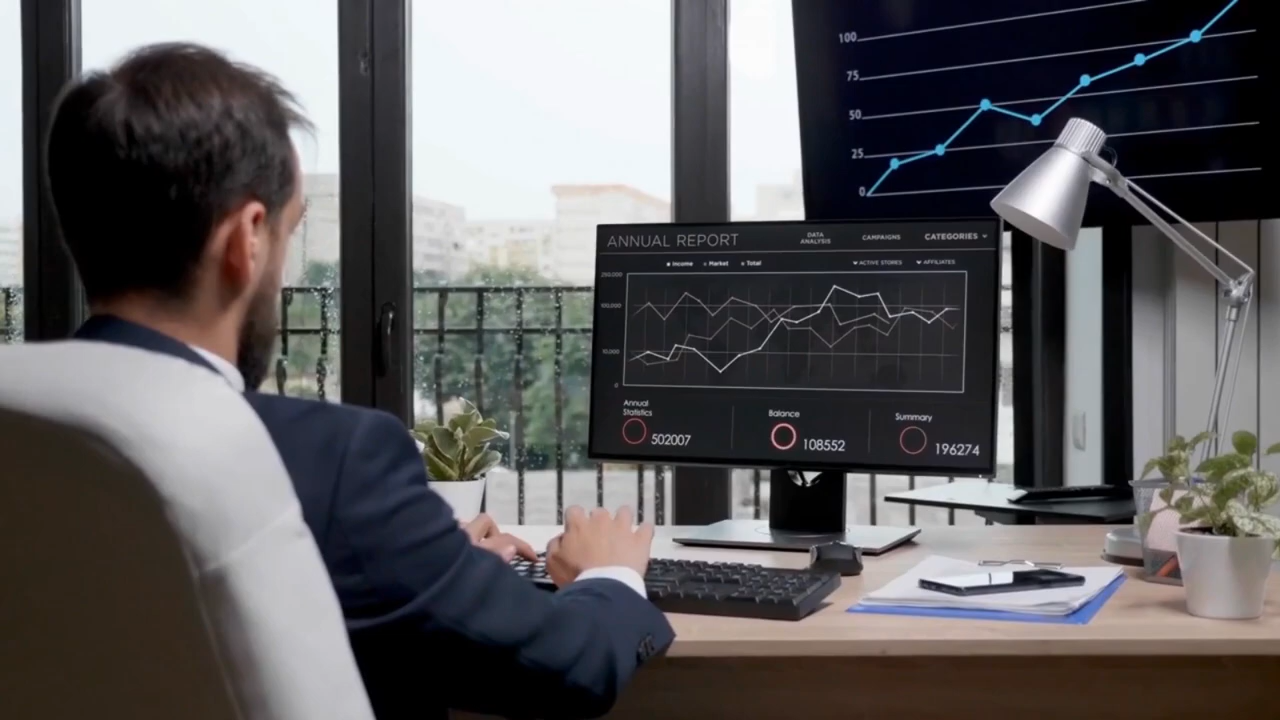 100
75
50
25
0
ANNUAL REPORT
DATA
ANALYSIS
CAMPAIGNS
CATEGORIES
Income
Market
Total
ACTIVE STORES
AFFILIATES
250,000
100,000
10,000
0
Annual
Statistics
502007
Balance
108552
Summary
196274